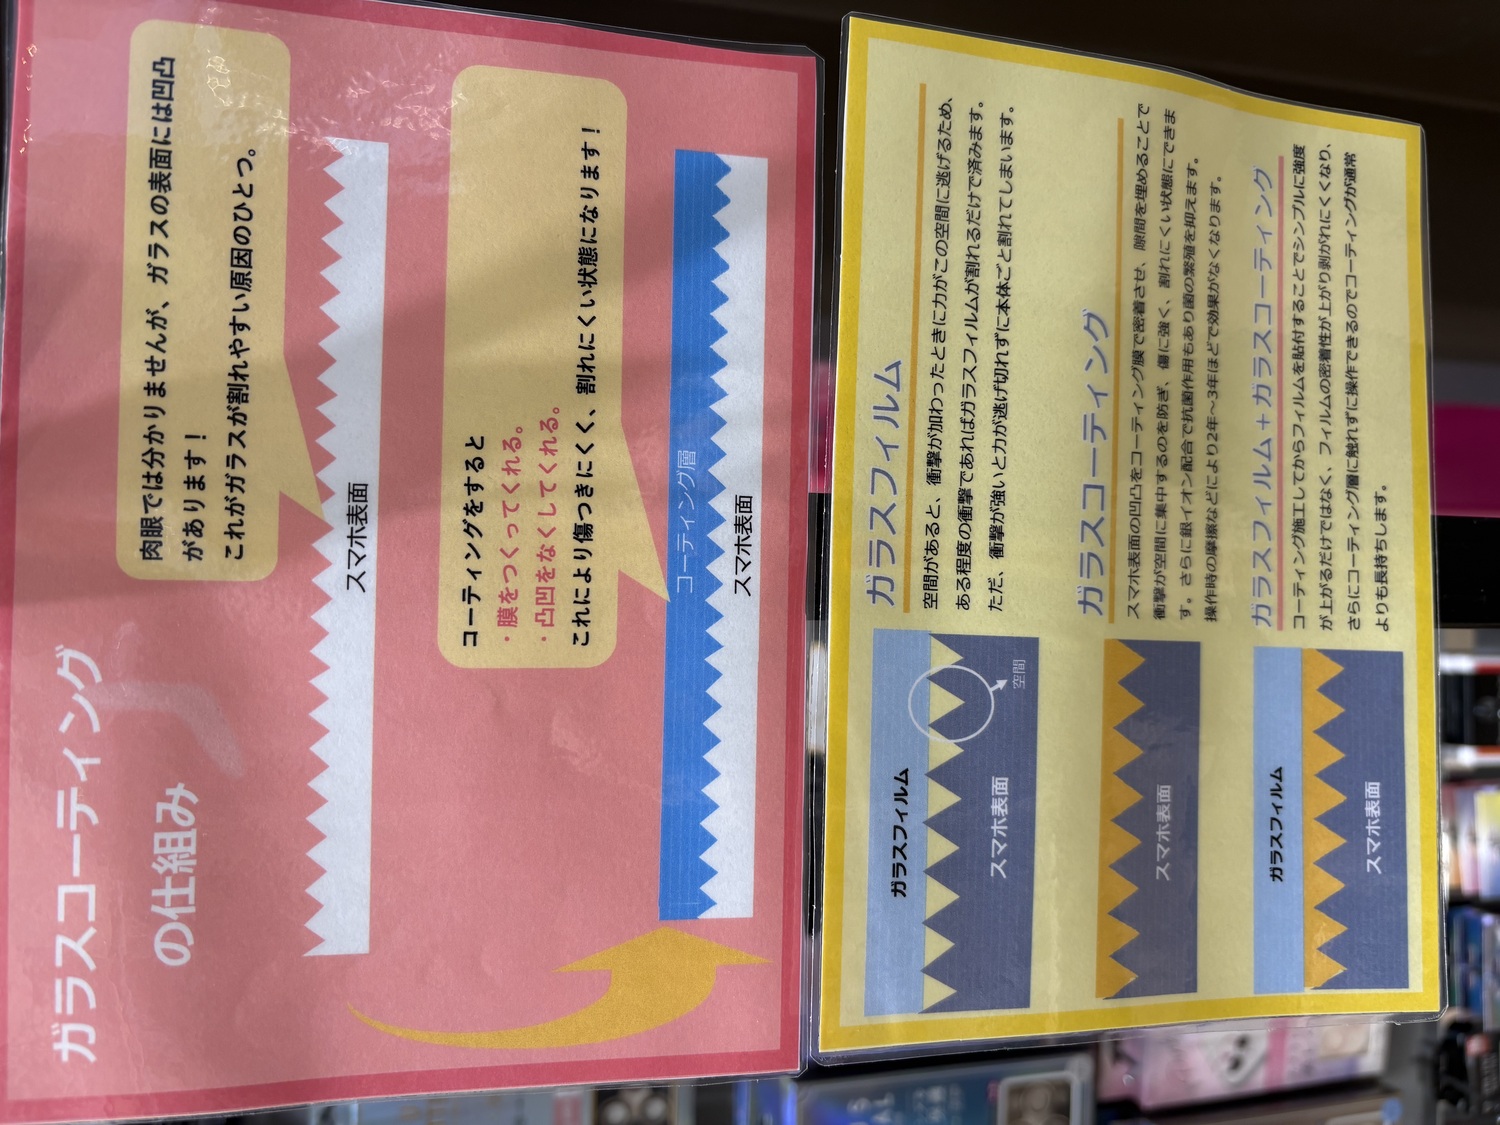 ガラスコーティング
の仕組み
肉眼では分かりませんが、ガラスの表面には凹凸
があります！
これがガラスが割れやすい原因のひとつ。
スマホ表面
コーティングをすると
・膜をつくってくれる。
・凸凹をなくしてくれる。
これにより傷つきにくく、割れにくい状態になります！
コーティング層
スマホ表面
ガラスフィルム
空間があると、衝撃が加わったときに力がこの空間に逃げるため、
ある程度の衝撃であればガラスフィルムが割れるだけで済みます。
ただ、衝撃が強いと力が逃げ切れずに本体ごと割れてしまいます。
ガラスフィルム
スマホ表面
空間
ガラスコーティング
スマホ表面の凹凸をコーティング膜で密着させ、隙間を埋めることで
衝撃が空間に集中するのを防ぎ、傷に強く、割れにくい状態にできま
す。さらに銀イオン配合で抗菌作用もあり菌の繁殖を抑えます。
操作時の摩擦などにより2年～3年ほどで効果がなくなります。
スマホ表面
ガラスフィルム＋ガラスコーティング
コーティング施工してからフィルムを貼付することでシンプルに強度
が上がるだけではなく、フィルムの密着性が上がり剥がれにくくなり、
さらにコーティング層に触れずに操作できるのでコーティングが通常
よりも長持ちします。
ガラスフィルム
スマホ表面